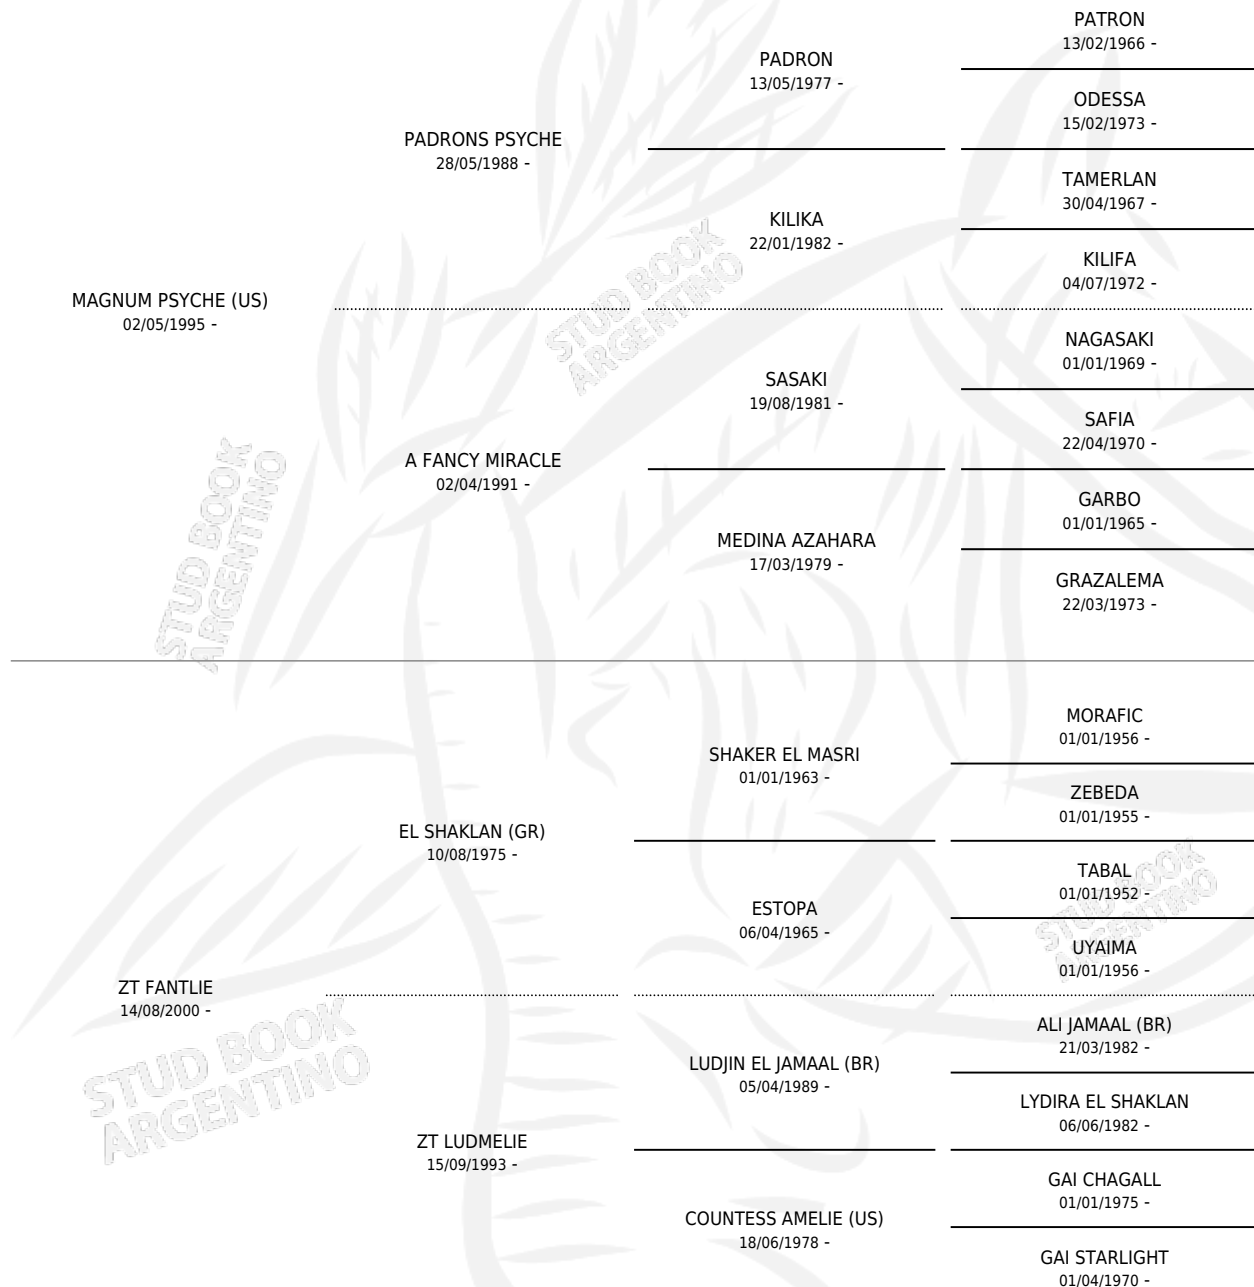 PATRON
13/02/1966 -
PADRON
13/05/1977 -
ODESSA
15/02/1973 -
PADRONS PSYCHE
28/05/1988 -
TAMERLAN
30/04/1967 -
KILIKA
22/01/1982 -
KILIFA
04/07/1972 -
MAGNUM PSYCHE (US)
02/05/1995 -
NAGASAKI
01/01/1969 -
SASAKI
19/08/1981 -
SAFIA
22/04/1970 -
A FANCY MIRACLE
02/04/1991 -
GARBO
01/01/1965 -
MEDINA AZAHARA
17/03/1979 -
GRAZALEMA
22/03/1973 -
MORAFIC
01/01/1956 -
SHAKER EL MASRI
01/01/1963 -
ZEBEDA
01/01/1955 -
EL SHAKLAN (GR)
10/08/1975 -
TABAL
01/01/1952 -
ESTOPA
06/04/1965 -
UYAIMA
01/01/1956 -
ZT FANTLIE
14/08/2000 -
ALI JAMAAL (BR)
21/03/1982 -
LUDJIN EL JAMAAL (BR)
05/04/1989 -
LYDIRA EL SHAKLAN
06/06/1982 -
ZT LUDMELIE
15/09/1993 -
GAI CHAGALL
01/01/1975 -
COUNTESS AMELIE (US)
18/06/1978 -
GAI STARLIGHT
01/04/1970 -
STUD BOOK
ARGENTINO
STUD BOOK
ARGENTINO
STUD BOOK
ARGENTINO
STUD BOOK
ARGENTINO